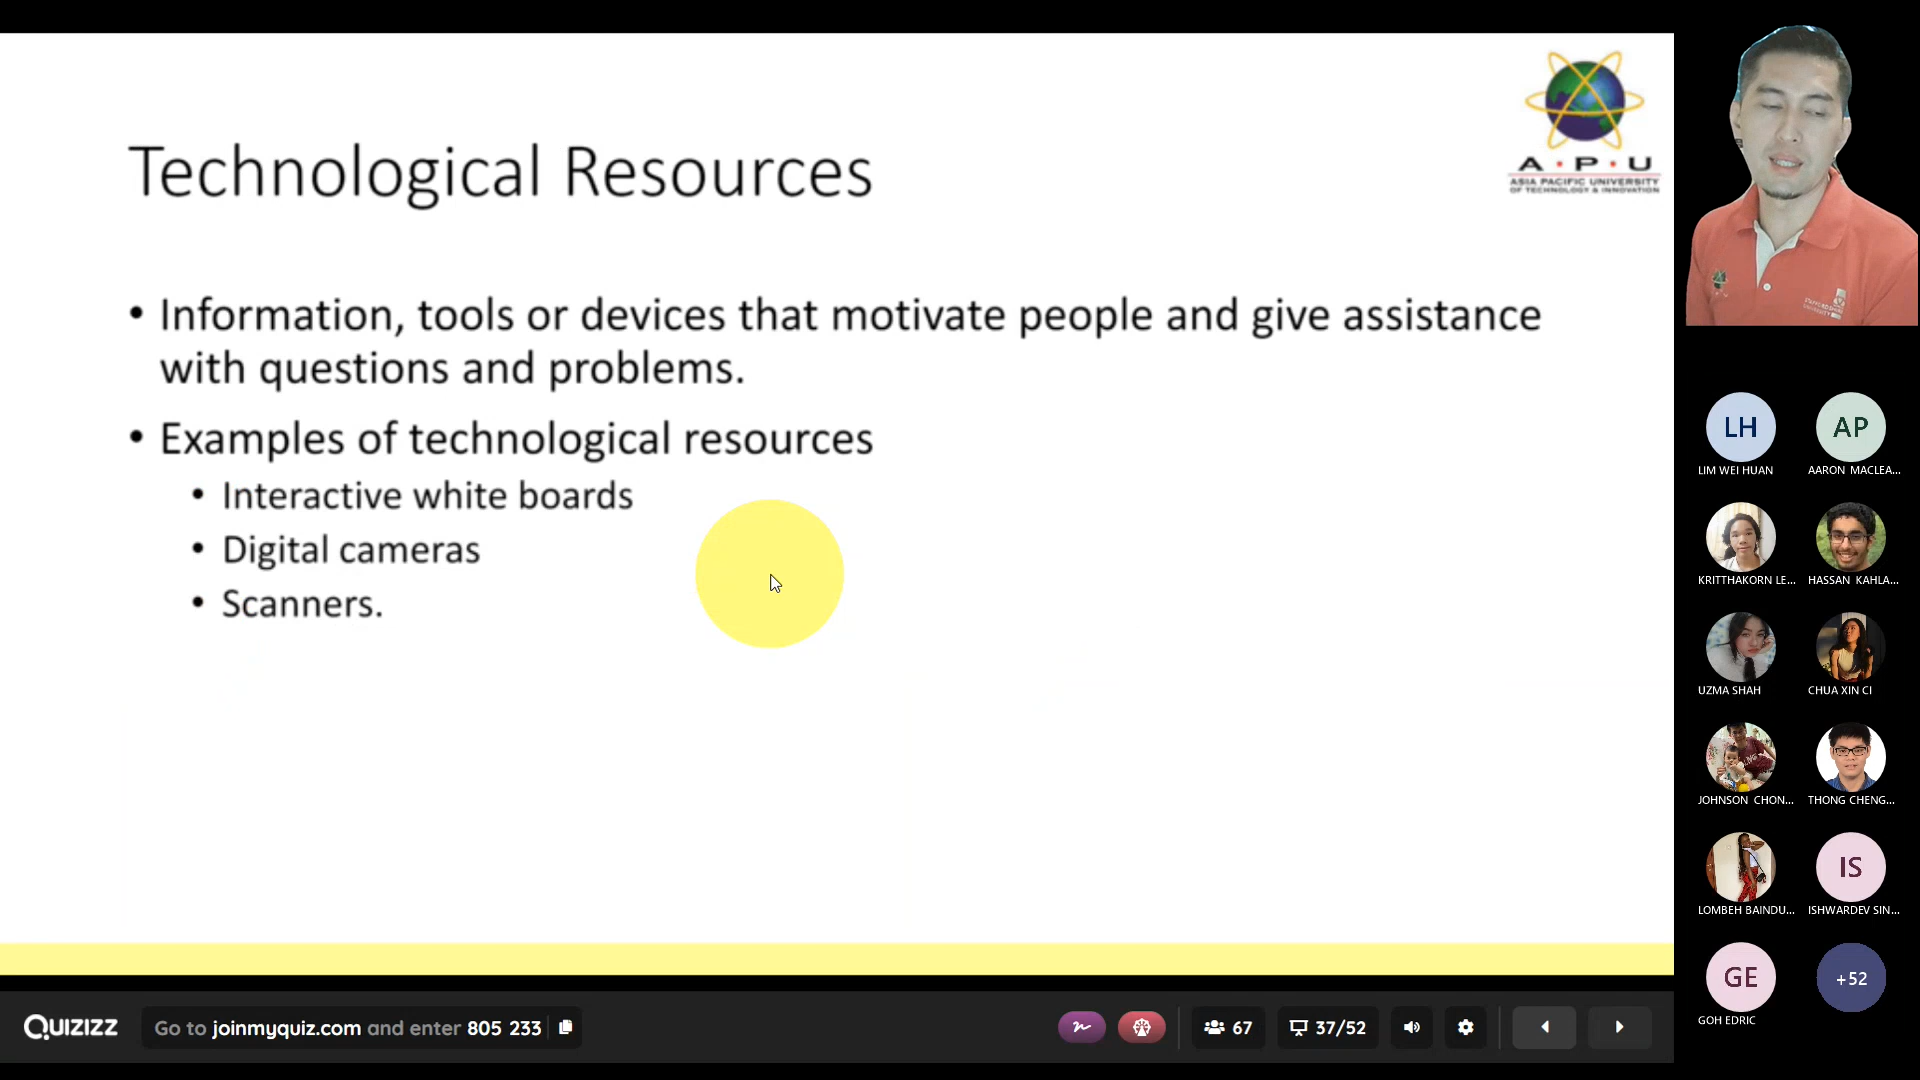 A·P·U
ASIA PACIFIC UNIVERSITY
OF TECHNOLOGY & INNOVATION
Technological Resources
• Information, tools or devices that motivate people and give assistance
with questions and problems.
• Examples of technological resources
• Interactive white boards
• Digital cameras
• Scanners.
LH
AP
LIM WEI HUAN
AARON MACLEA...
KRITTHAKORN LE...
HASSAN KAHLA...
UZMA SHAH
CHUA XIN CI
JOHNSON CHON...
THONG CHENG...
IS
LOMBEH BAINDU...
ISHWARDEV SIN...
GE
+52
GOH EDRIC
QUIZIZZ
Go to joinmyquiz.com and enter 805 233
67
37/52